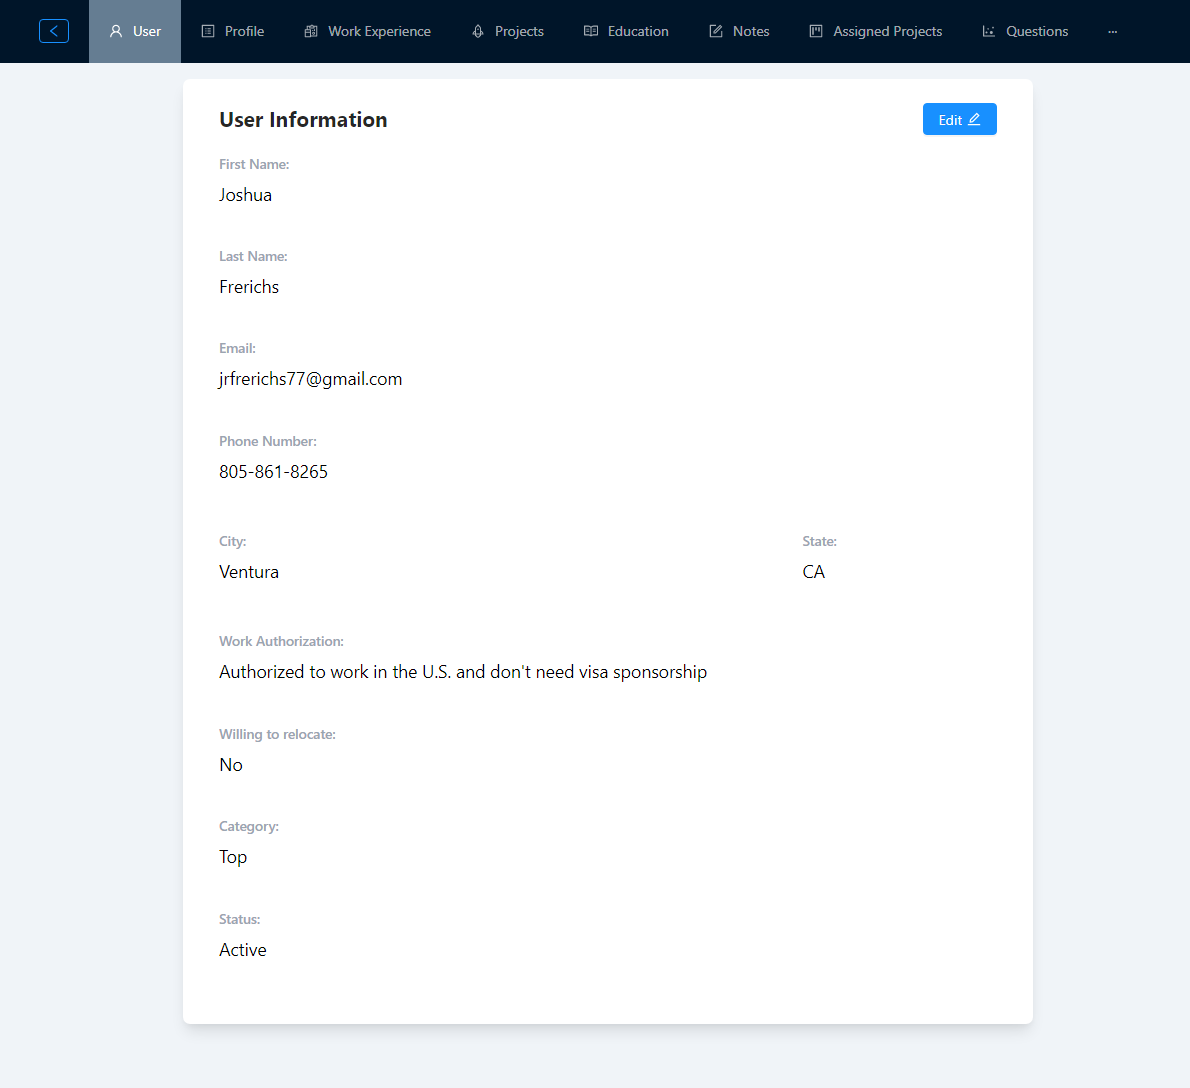 User Profile Work Experience Projects Education Notes Assigned Projects Questions ...
User Information Edit
First Name:
Joshua
Last Name:
Frerichs
Email:
jrfrerichs77@gmail.com
Phone Number:
805-861-8265
City: State:
Ventura CA
Work Authorization:
Authorized to work in the U.S. and don't need visa sponsorship
Willing to relocate:
No
Category:
Top
Status:
Active